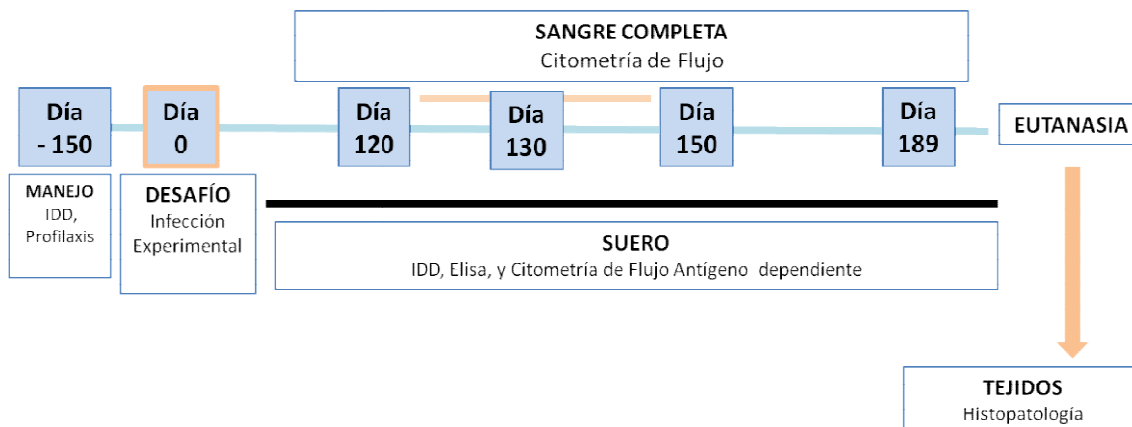 SANGRE COMPLETA
Citometría de Flujo
Día
- 150
Día
0
Día
120
Día
130
Día
150
Día
189
EUTANASIA
MANEJO
IDD,
Profilaxis
DESAFÍO
Infección
Experimental
SUERO
IDD, Elisa, y Citometría de Flujo Antígeno dependiente
TEJIDOS
Histopatología